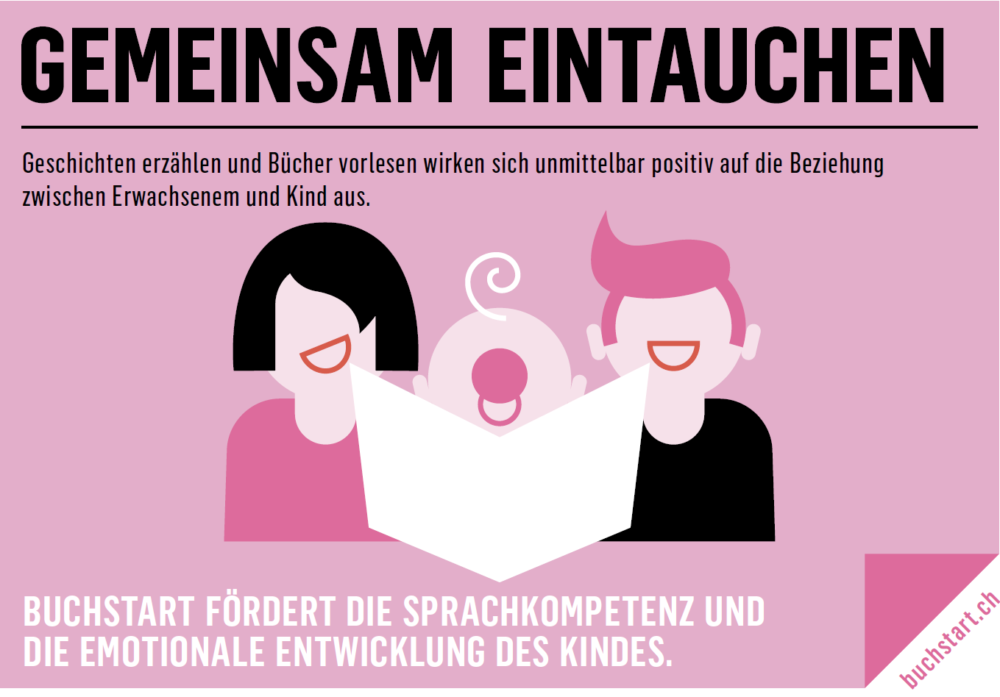 GEMEINSAM EINTAUCHEN
Geschichten erzählen und Bücher vorlesen wirken sich unmittelbar positiv auf die Beziehung
zwischen Erwachsenem und Kind aus.
BUCHSTART FÖRDERT DIE SPRACHKOMPETENZ UND
DIE EMOTIONALE ENTWICKLUNG DES KINDES.
buchstart.ch